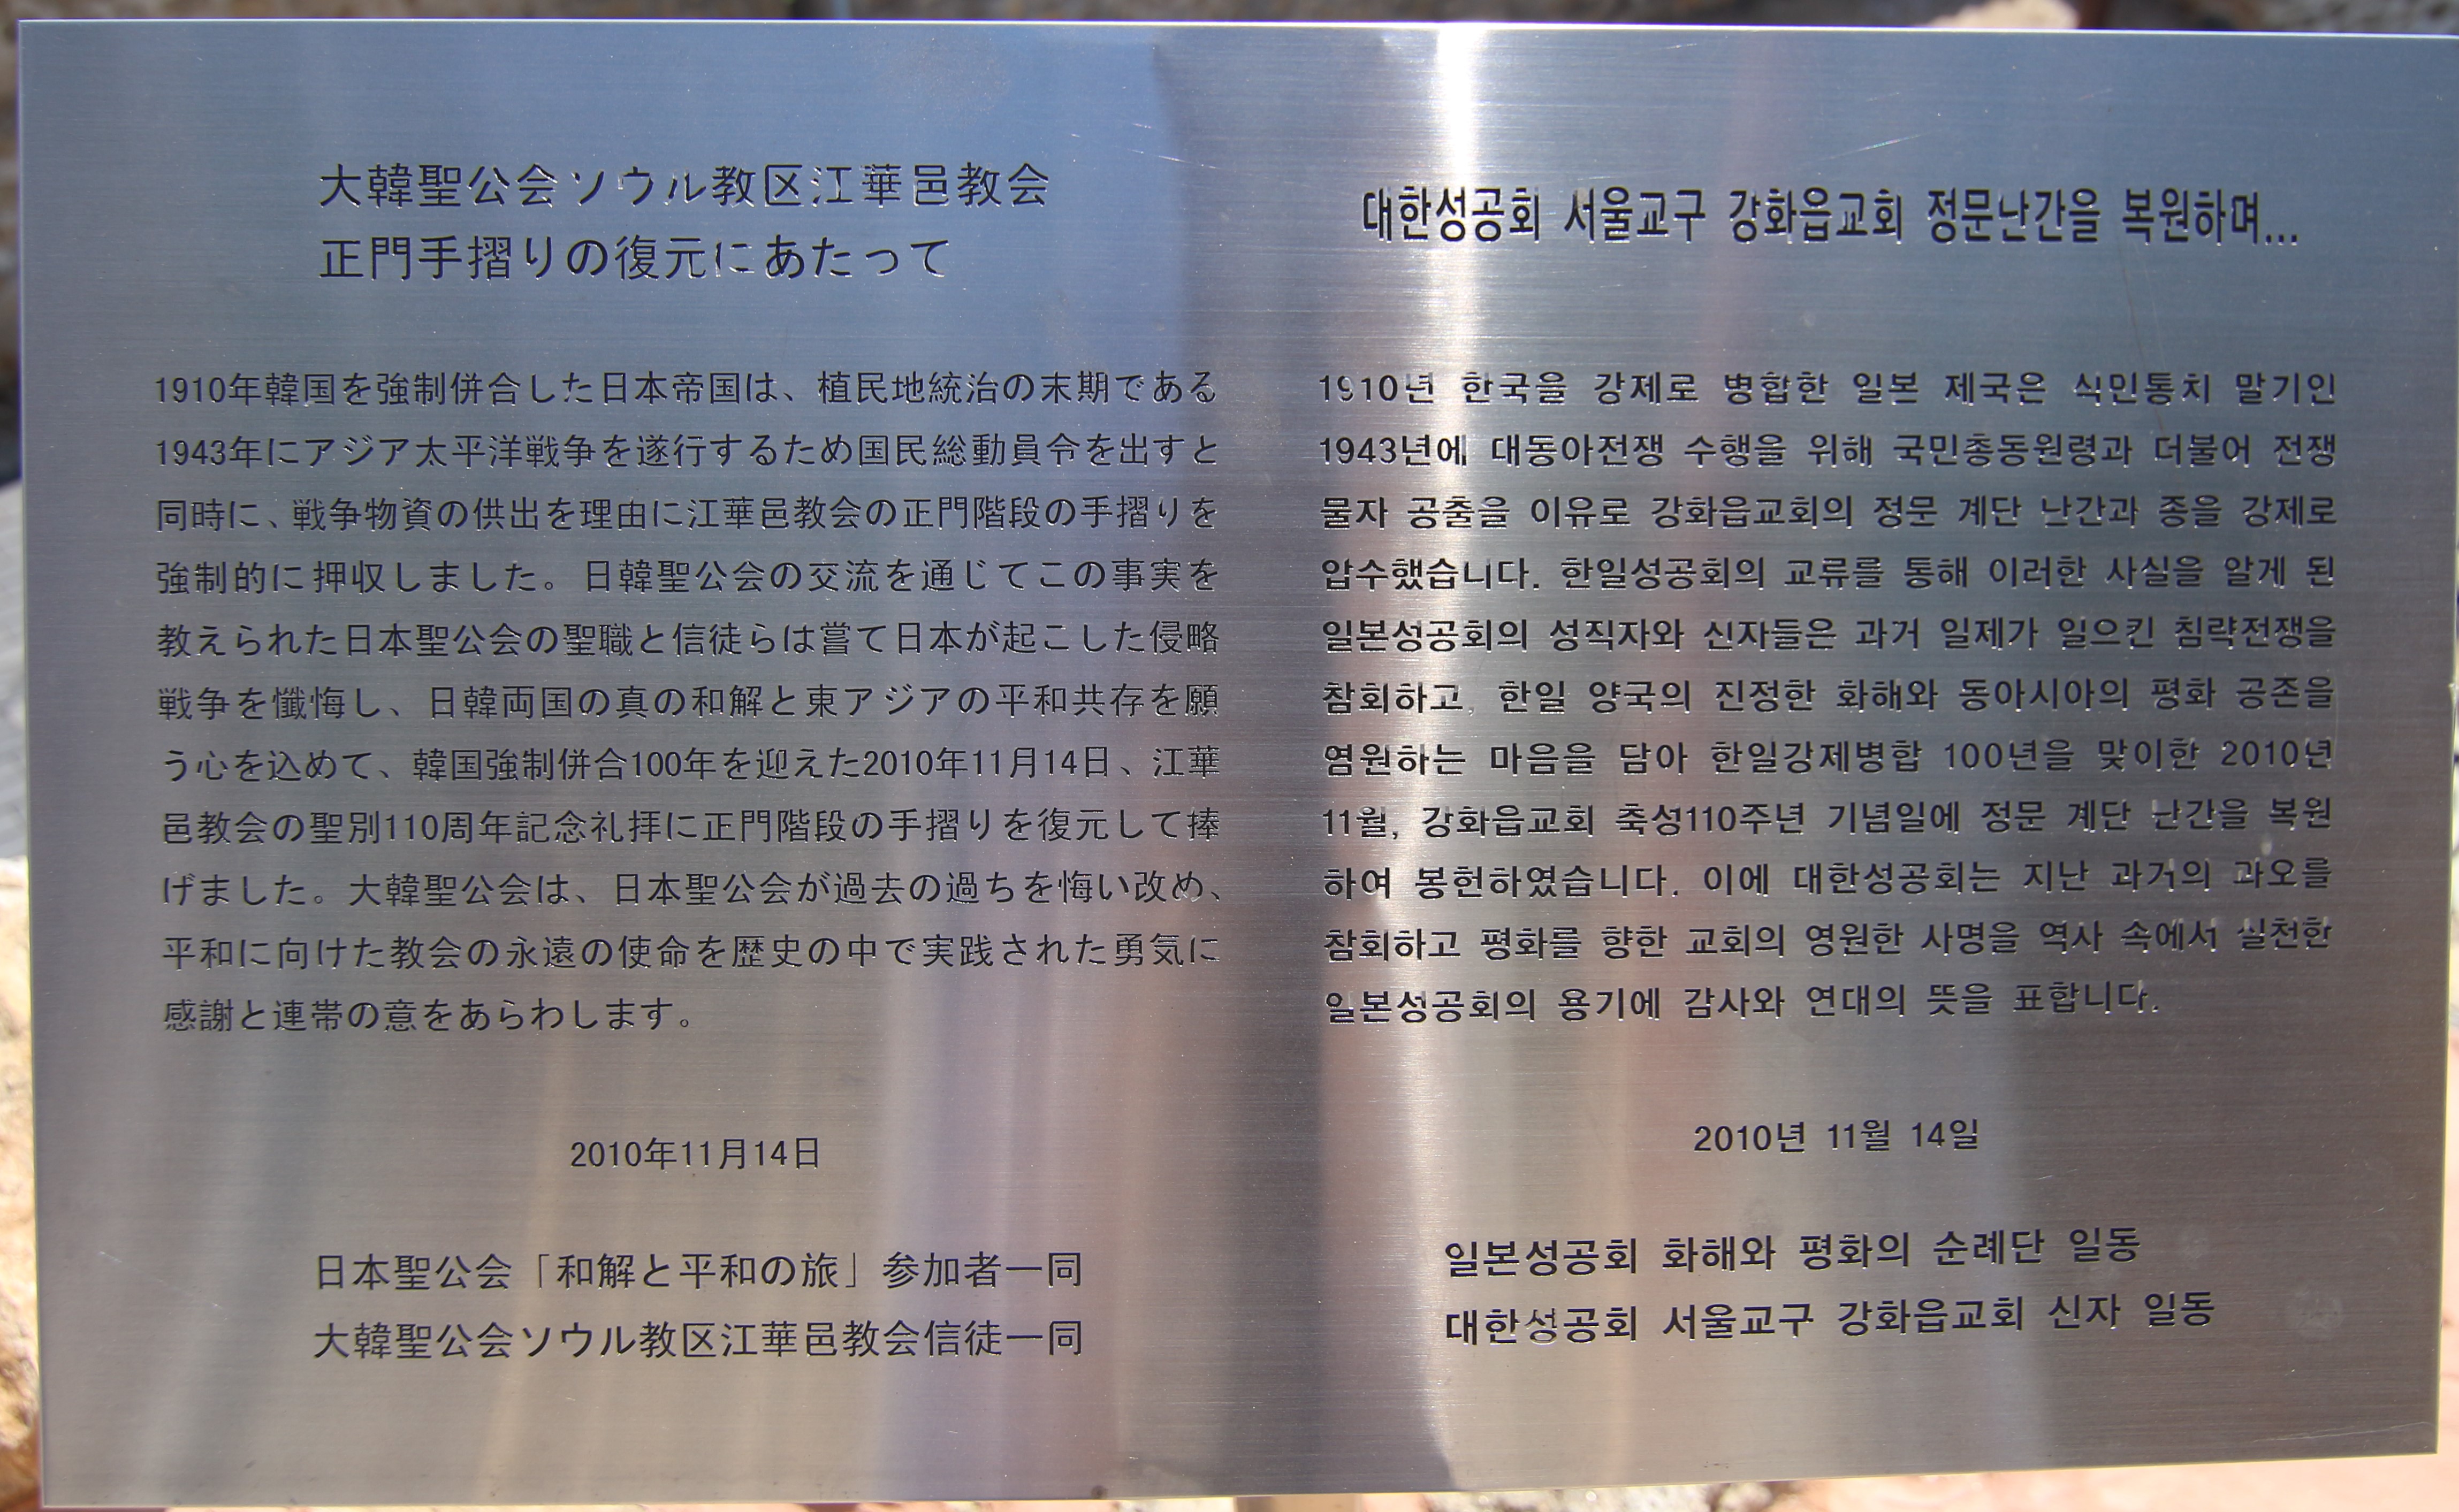 大韓聖公会ソウル教区江華邑教会
正門手摺りの復元にあたって
1910年韓国を強制併合した日本帝国は、植民地統治の末期である
1943年にアジア太平洋戦争を遂行するため国民総動員令を出すと
同時に、戦争物資の供出を理由に江華邑教会の正門階段の手摺りを
強制的に押収しました。日韓聖公会の交流を通じてこの事実を
教えられた日本聖公会の聖職と信徒らは嘗て日本が起こした侵略
戦争を懺悔し、日韓両国の真の和解と東アジアの平和共存を願
う心を込めて、韓国強制併合100年を迎えた2010年11月14日、江華
邑教会の聖別110周年記念礼拝に正門階段の手摺りを復元して捧
げました。大韓聖公会は、日本聖公会が過去の過ちを悔い改め、
平和に向けた教会の永遠の使命を歴史の中で実践された勇気に
感謝と連帯の意をあらわします。
2010年11月14日
日本聖公会「和解と平和の旅」参加者一同
大韓聖公会ソウル教区江華邑教会信徒一同
대한성공회 서울교구 강화읍교회 정문난간을 복원하며...
1910년 한국을 강제로 병합한 일본 제국은 식민통치 말기인
1943년에 대동아전쟁 수행을 위해 국민총동원령과 더불어 전쟁
물자 공출을 이유로 강화읍교회의 정문 계단 난간과 종을 강제로
압수했습니다. 한일성공회의 교류를 통해 이러한 사실을 알게 된
일본성공회의 성직자와 신자들은 과거 일제가 일으킨 침략전쟁을
참회하고, 한일 양국의 진정한 화해와 동아시아의 평화 공존을
염원하는 마음을 담아 한일강제병합 100년을 맞이한 2010년
11월, 강화읍교회 축성110주년 기념일에 정문 계단 난간을 복원
하여 봉헌하였습니다. 이에 대한성공회는 지난 과거의 과오를
참회하고 평화를 향한 교회의 영원한 사명을 역사 속에서 실천한
일본성공회의 용기에 감사와 연대의 뜻을 표합니다.
2010년 11월 14일
일본성공회 화해와 평화의 순례단 일동
대한성공회 서울교구 강화읍교회 신자 일동